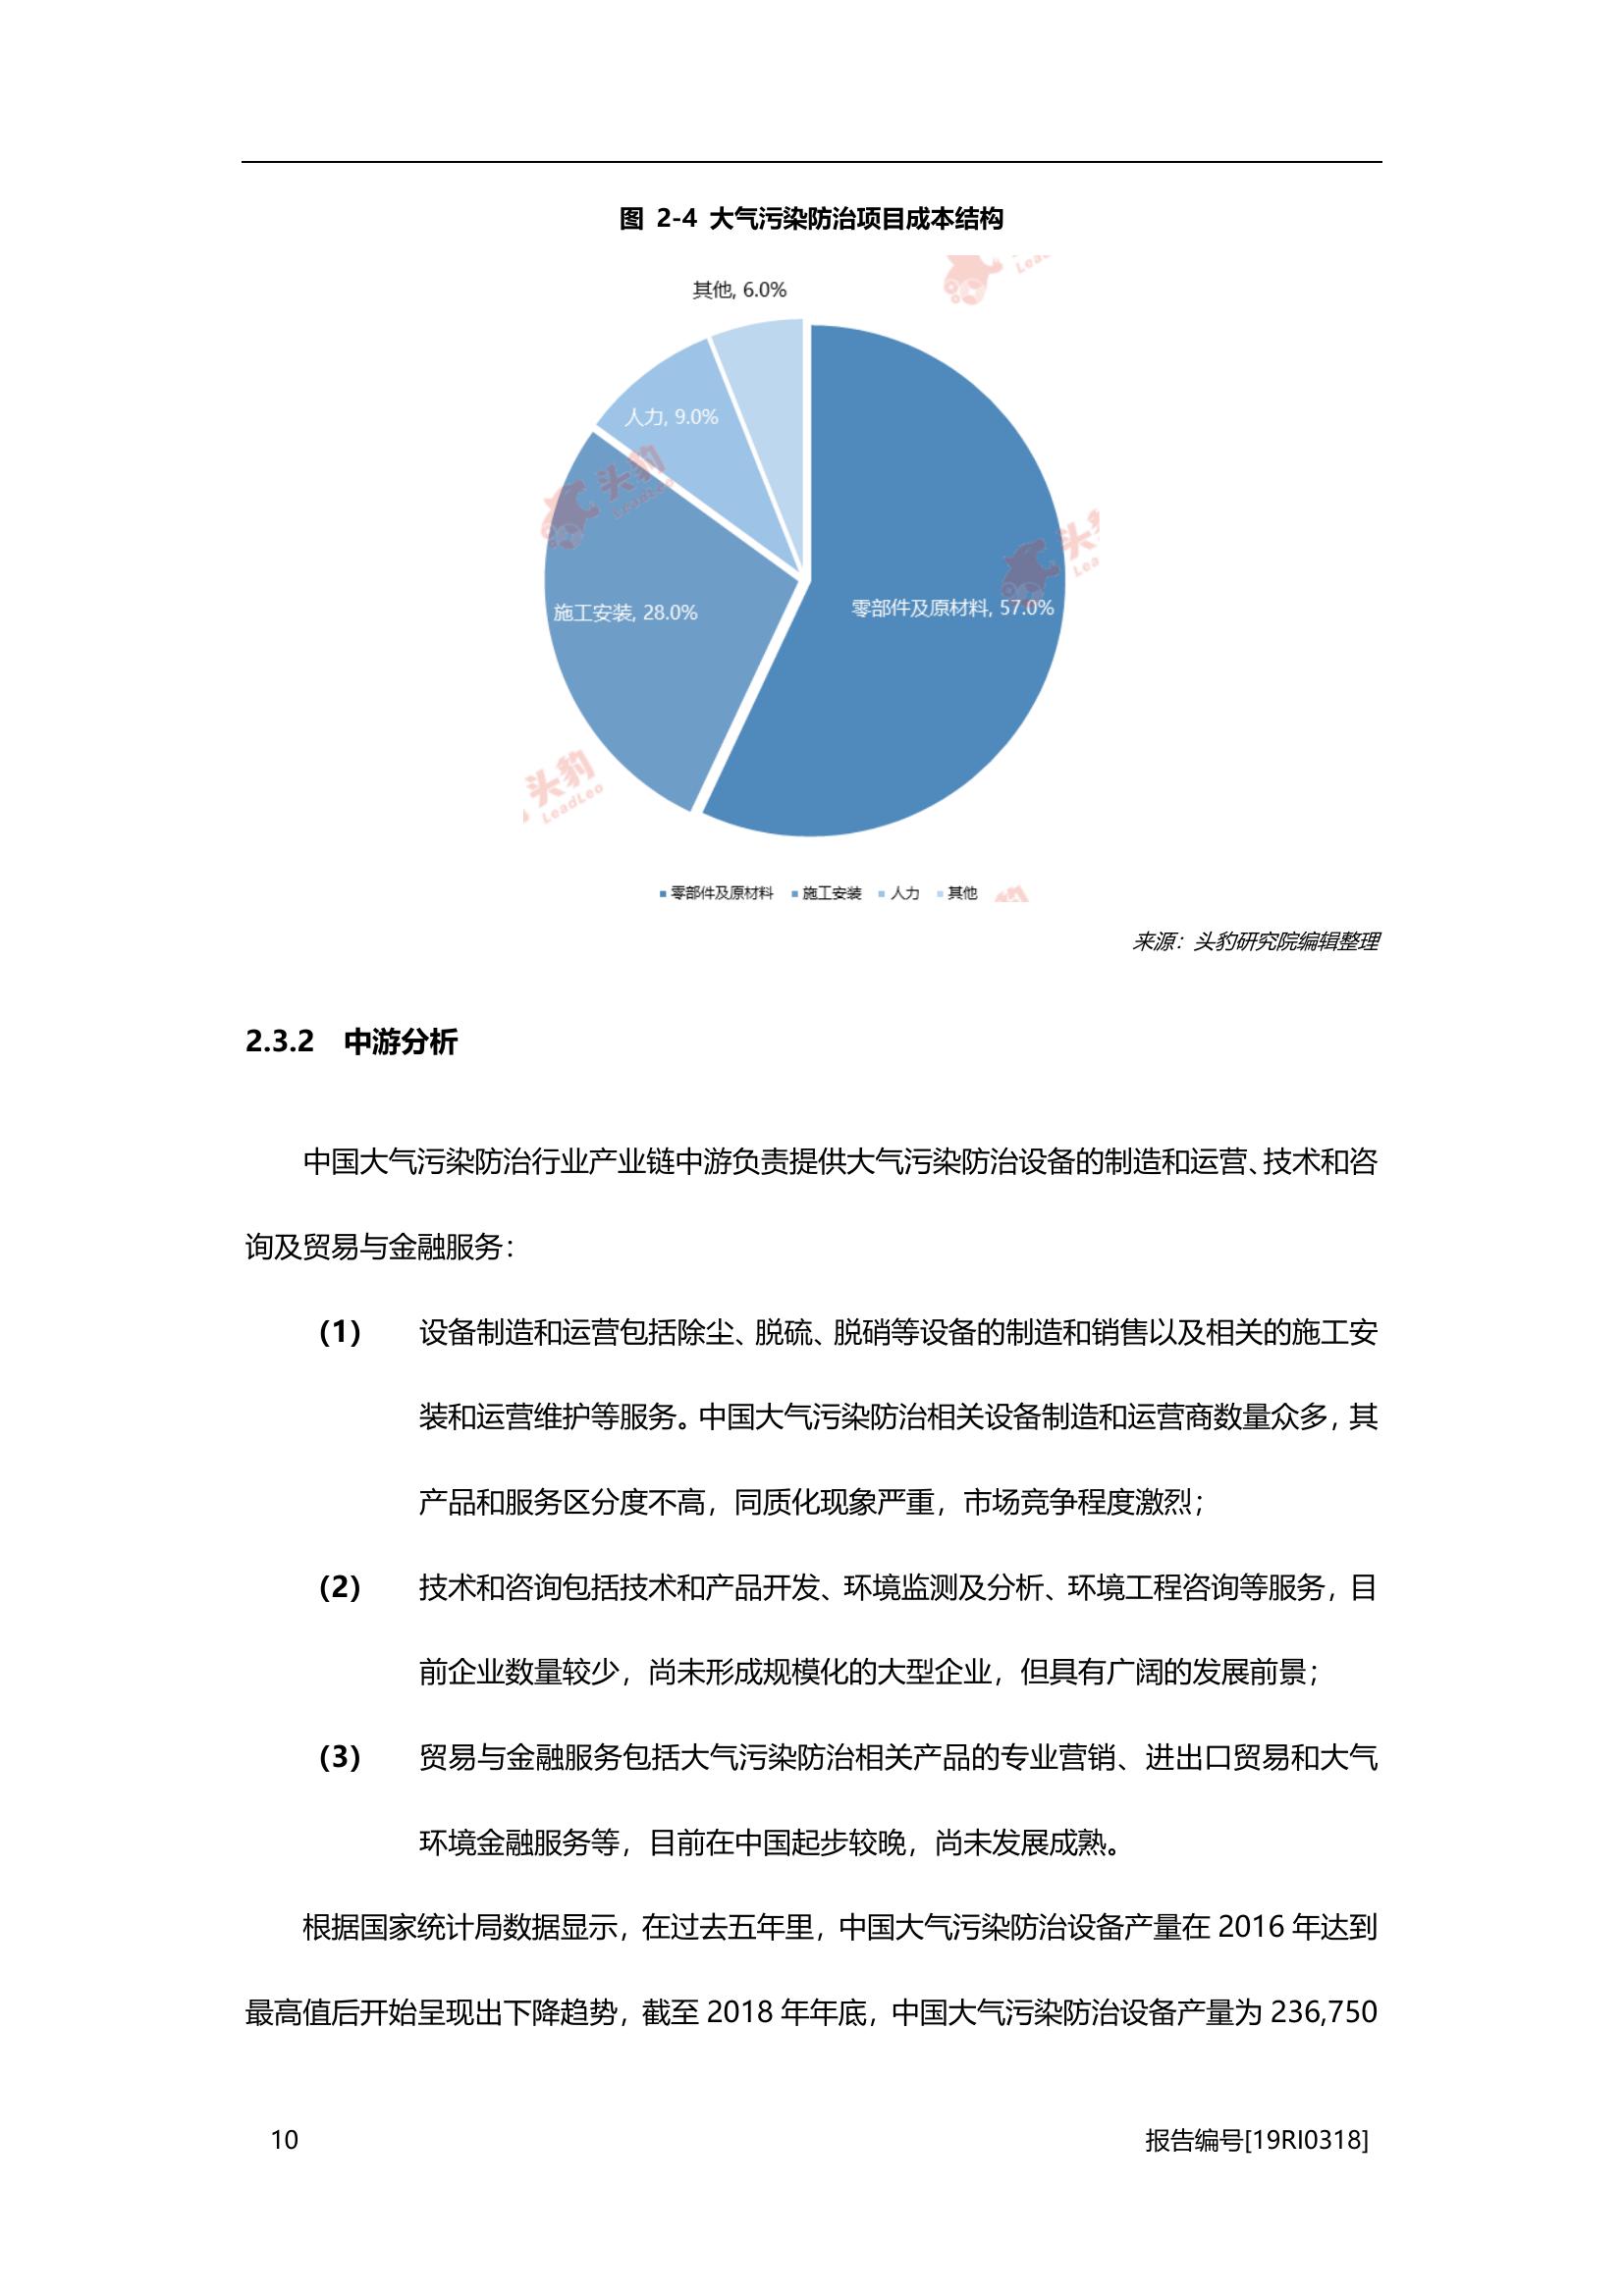 图 2-4 大气污染防治项目成本结构
其他, 6.0%
人力, 9.0%
头豹
LeadLeo
施工安装, 28.0%
零部件及原材料, 57.0%
头豹
LeadLeo
零部件及原材料 施工安装 人力 其他
来源：头豹研究院编辑整理
2.3.2 中游分析
中国大气污染防治行业产业链中游负责提供大气污染防治设备的制造和运营、技术和咨
询及贸易与金融服务：
（1） 设备制造和运营包括除尘、脱硫、脱硝等设备的制造和销售以及相关的施工安
装和运营维护等服务。中国大气污染防治相关设备制造和运营商数量众多，其
产品和服务区分度不高，同质化现象严重，市场竞争程度激烈；
（2） 技术和咨询包括技术和产品开发、环境监测及分析、环境工程咨询等服务，目
前企业数量较少，尚未形成规模化的大型企业，但具有广阔的发展前景；
（3） 贸易与金融服务包括大气污染防治相关产品的专业营销、进出口贸易和大气
环境金融服务等，目前在中国起步较晚，尚未发展成熟。
根据国家统计局数据显示，在过去五年里，中国大气污染防治设备产量在 2016 年达到
最高值后开始呈现出下降趋势，截至 2018 年年底，中国大气污染防治设备产量为 236,750
10 报告编号[19RI0318]